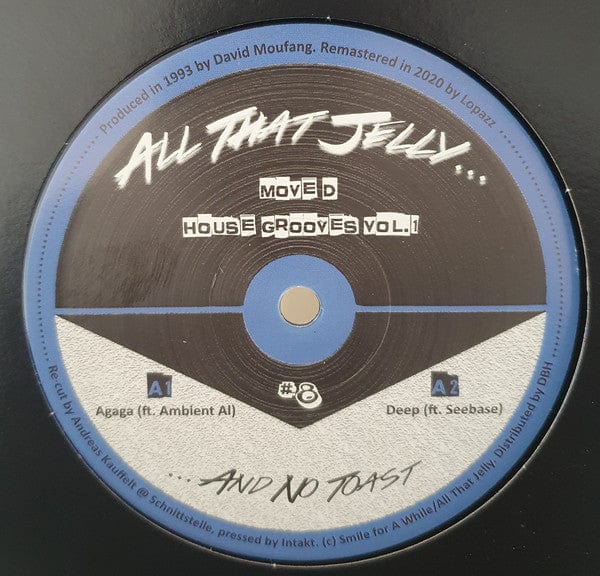 Produced in 1993 by David Moufang. Remastered in 2020 by Lopazz
ALL THAT JELLY...
MOVE D
HOUSE GROOVES VOL.1
#8
A1
Agaga (ft. Ambient Al)
A2
Deep (ft. Seebase)
...AND NO TOAST
Re-cut by Andreas Kauffelt @ Schnittstelle, pressed by Intakt. (c) Smile for A While/All That Jelly. Distributed by DBH